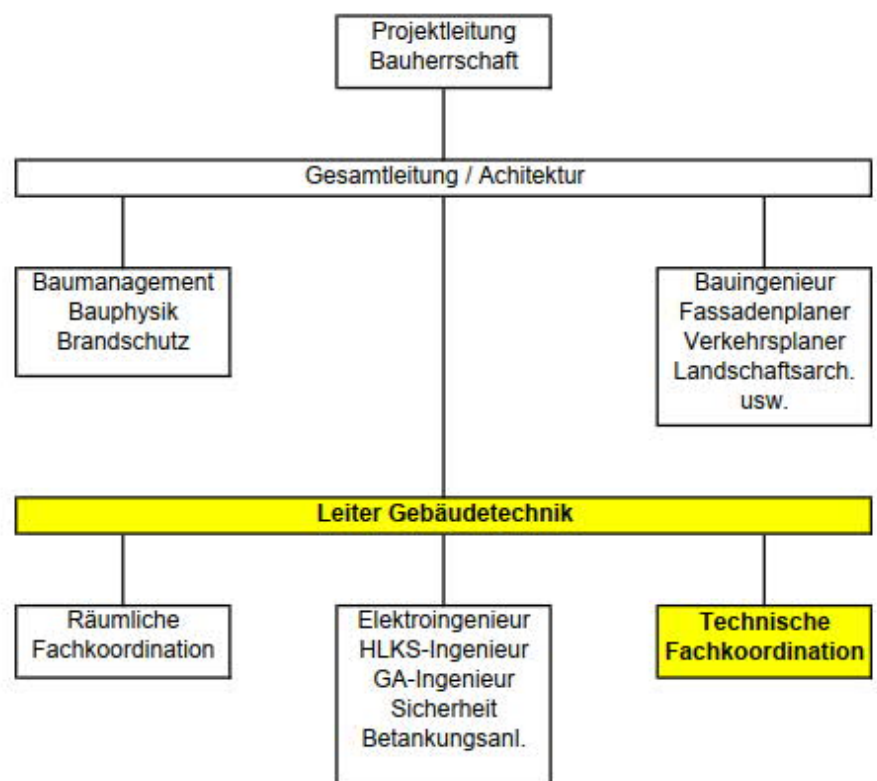 Projektleitung
Bauherrschaft
Gesamtleitung / Achitektur
Baumanagement
Bauphysik
Brandschutz
Bauingenieur
Fassadenplaner
Verkehrsplaner
Landschaftsarch.
usw.
Leiter Gebäudetechnik
Räumliche
Fachkoordination
Elektroingenieur
HLKS-Ingenieur
GA-Ingenieur
Sicherheit
Betankungsanl.
Technische
Fachkoordination